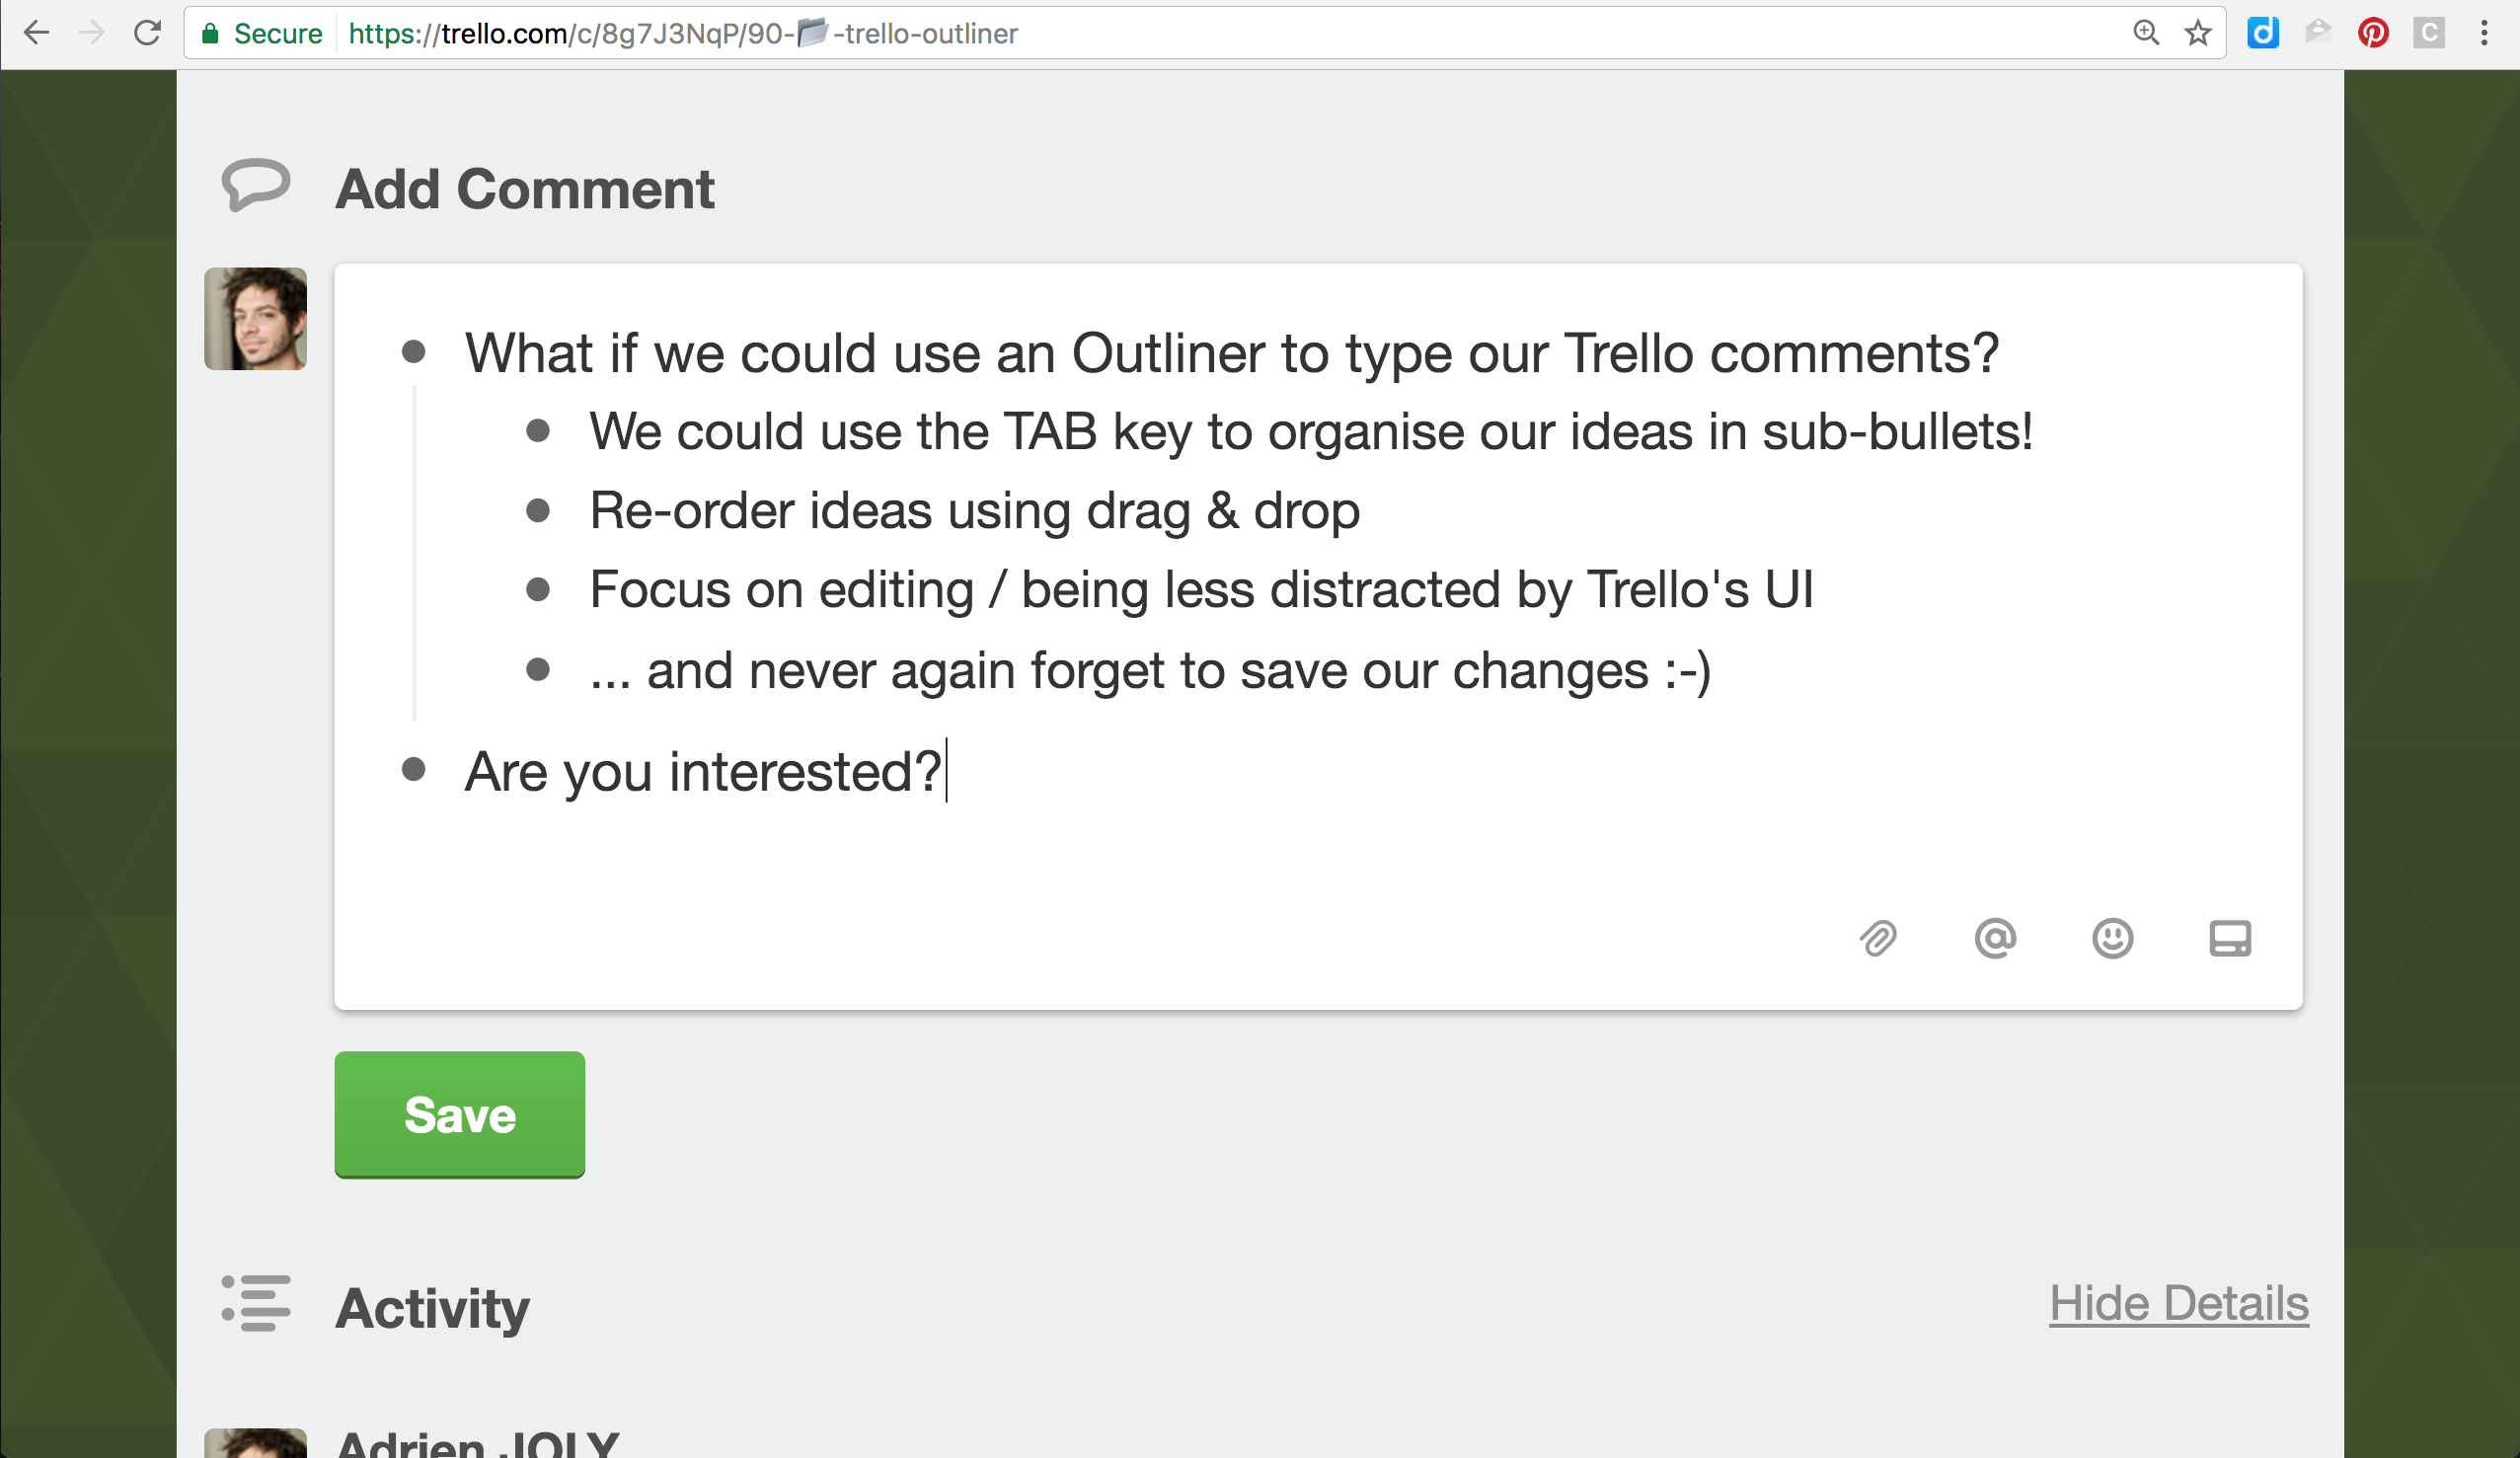 Secure https://trello.com/c/8g7J3NqP/90-📂-trello-outliner
Add Comment
What if we could use an Outliner to type our Trello comments?
We could use the TAB key to organise our ideas in sub-bullets!
Re-order ideas using drag & drop
Focus on editing / being less distracted by Trello's UI
... and never again forget to save our changes :-)
Are you interested?
Save
Activity
Hide Details
Adrien JOLY